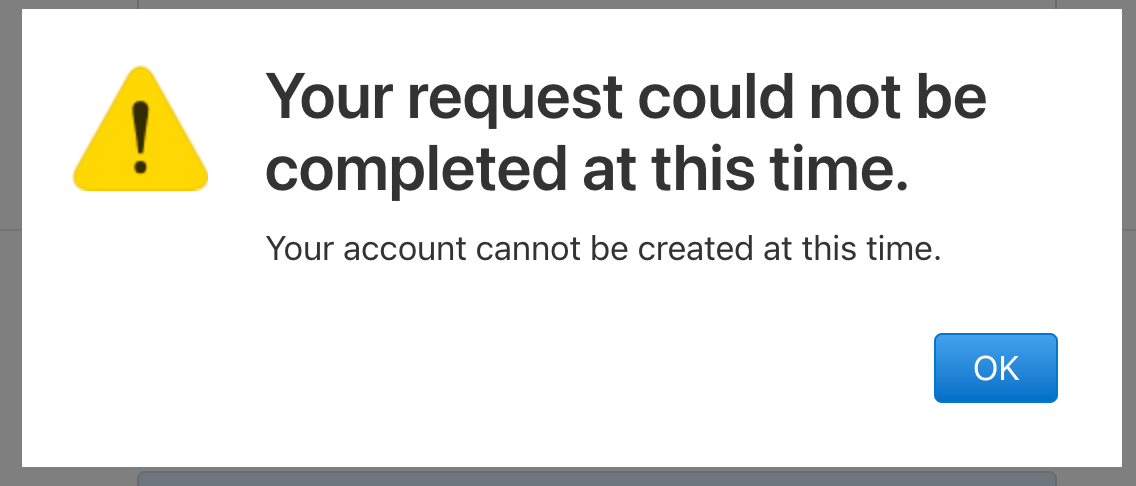 Your request could not be
completed at this time.
Your account cannot be created at this time.
OK